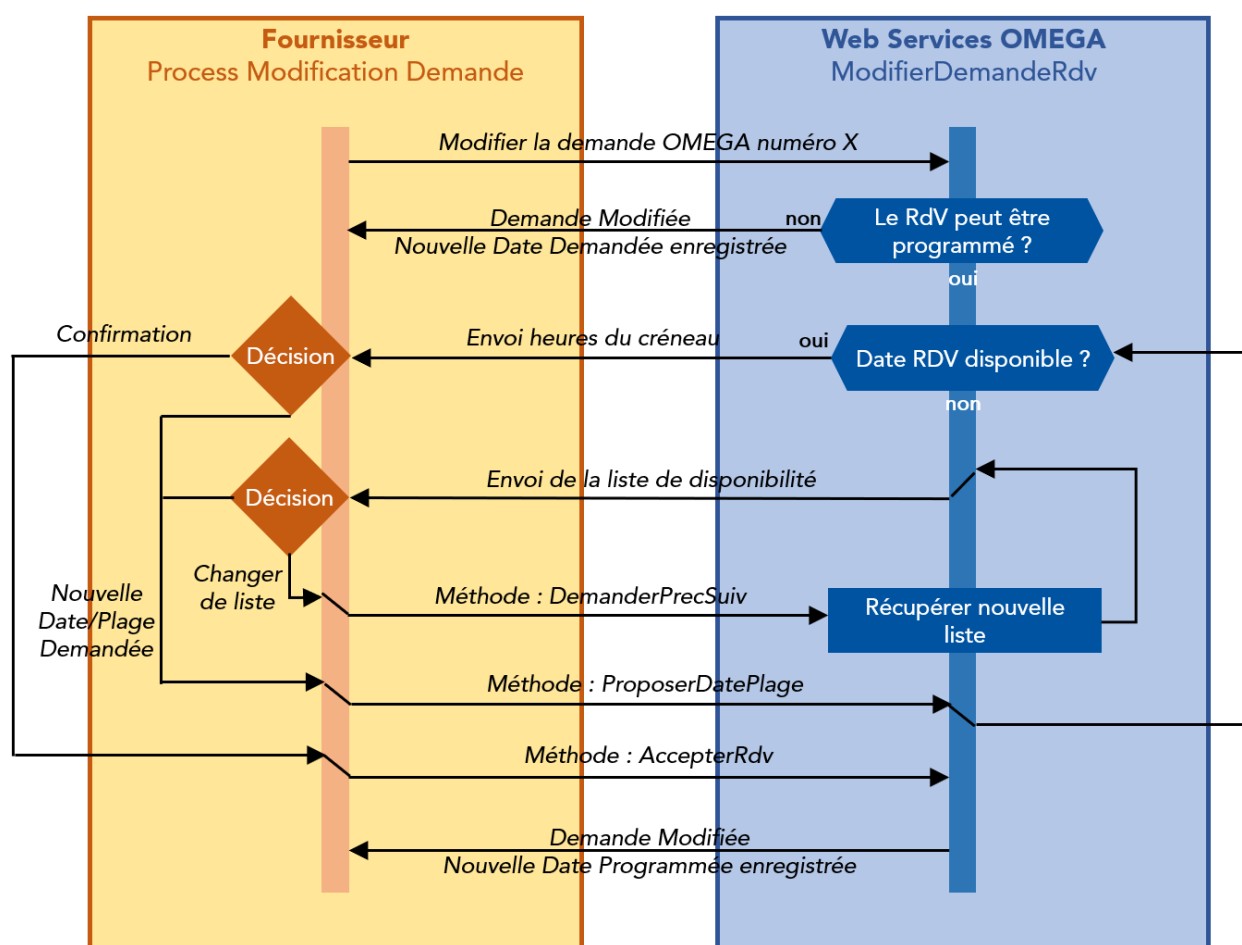 Fournisseur
Process Modification Demande
Web Services OMEGA
ModifierDemandeRdv
Modifier la demande OMEGA numéro X
Demande Modifiée
Nouvelle Date Demandée enregistrée
non
Le RdV peut être
programmé ?
oui
Confirmation
Décision
Envoi heures du créneau
oui
Date RDV disponible ?
non
Décision
Envoi de la liste de disponibilité
Changer
de liste
Méthode : DemanderPrecSuiv
Récupérer nouvelle
liste
Nouvelle
Date/Plage
Demandée
Méthode : ProposerDatePlage
Méthode : AccepterRdv
Demande Modifiée
Nouvelle Date Programmée enregistrée